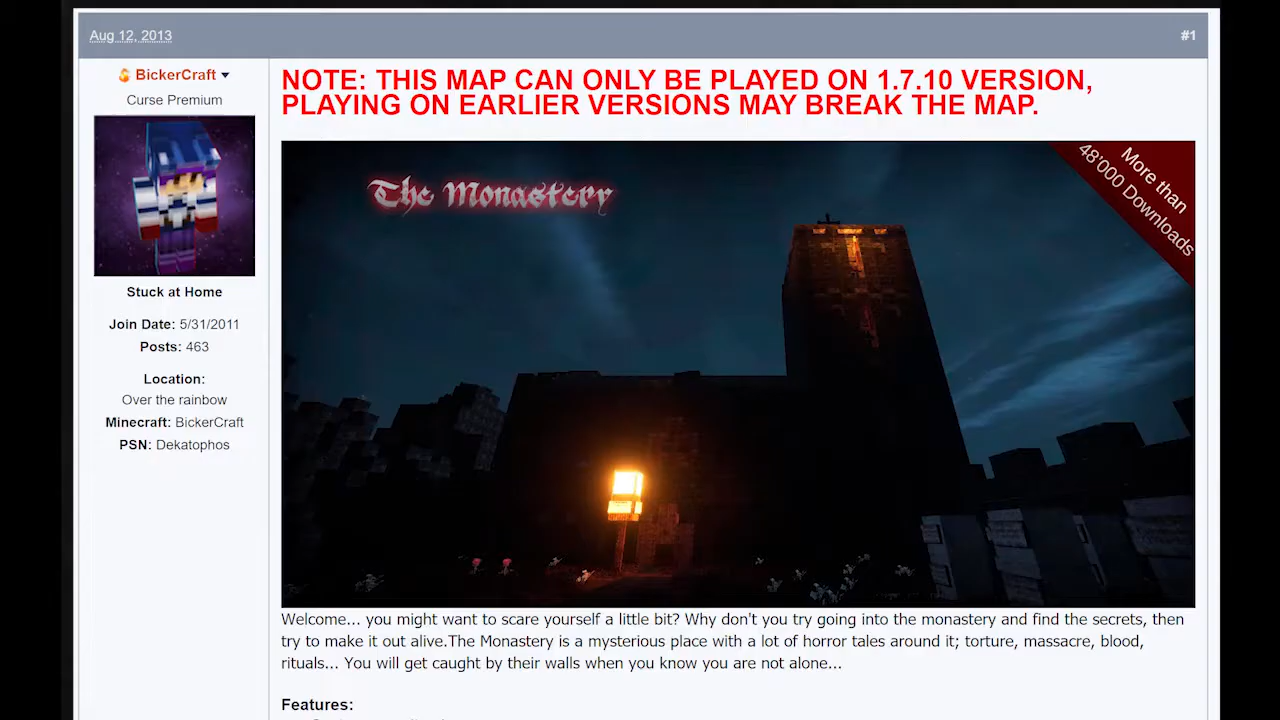 Aug 12, 2013
#1
BickerCraft
Curse Premium
Stuck at Home
Join Date: 5/31/2011
Posts: 463
Location:
Over the rainbow
Minecraft: BickerCraft
PSN: Dekatophos
NOTE: THIS MAP CAN ONLY BE PLAYED ON 1.7.10 VERSION,
PLAYING ON EARLIER VERSIONS MAY BREAK THE MAP.
The Monastery
More than
48'000 Downloads
Welcome... you might want to scare yourself a little bit? Why don't you try going into the monastery and find the secrets, then
try to make it out alive.The Monastery is a mysterious place with a lot of horror tales around it; torture, massacre, blood,
rituals... You will get caught by their walls when you know you are not alone...
Features: